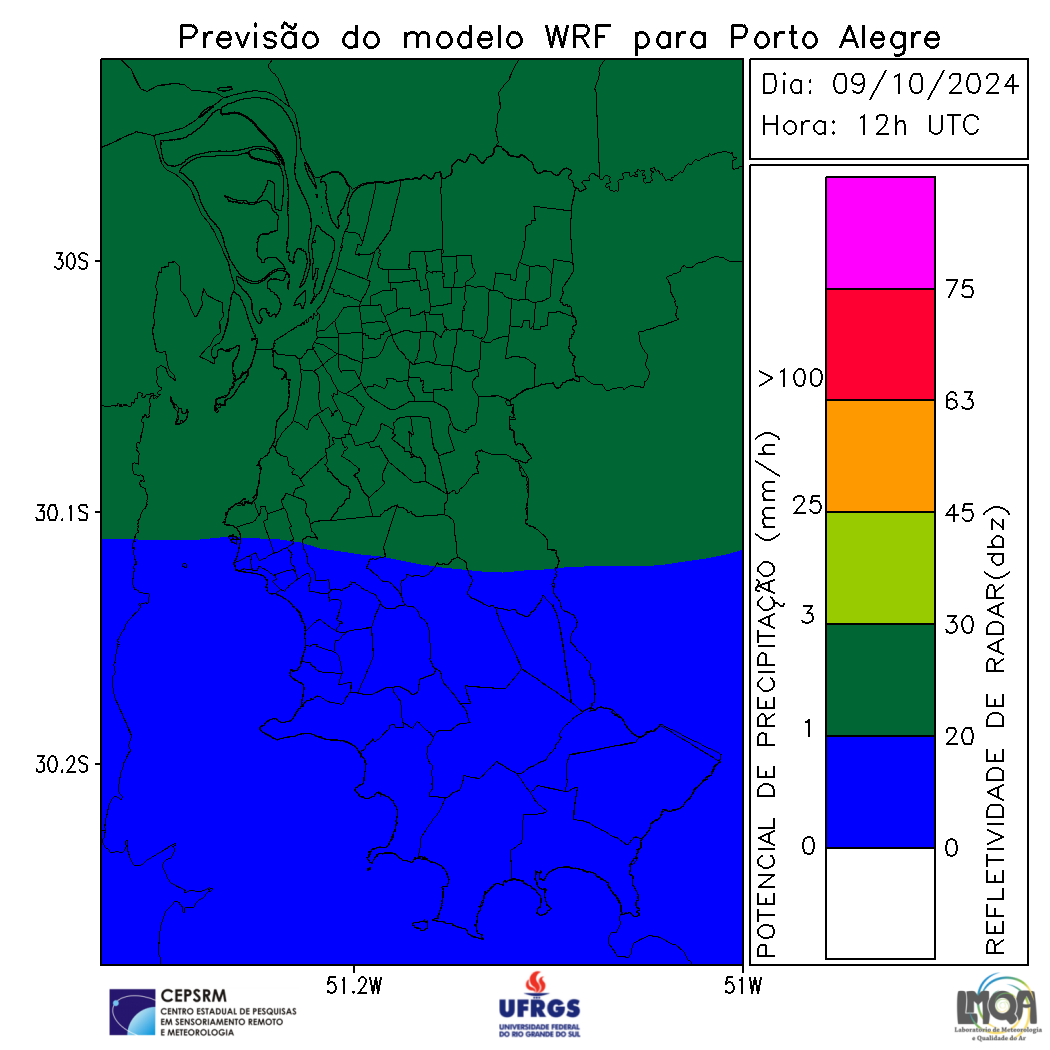 Previsão do modelo WRF para Porto Alegre
Dia: 09/10/2024
Hora: 12h UTC
30S
30.1S
30.2S
51.2W
51W
POTENCIAL DE PRECIPITAÇÃO (mm/h)
>100
25
3
1
0
75
63
45
30
20
0
REFLETIVIDADE DE RADAR(dbz)
CEPSRM
CENTRO ESTADUAL DE PESQUISAS
EM SENSORIAMENTO REMOTO
E METEOROLOGIA
UFRGS
UNIVERSIDADE FEDERAL
DO RIO GRANDE DO SUL
LMQA
Laboratório de Meteorologia
e Qualidade do Ar